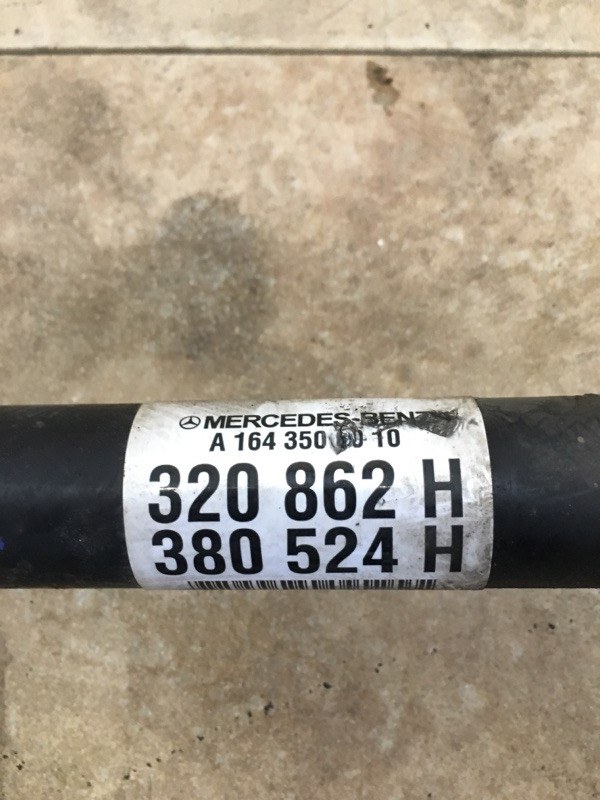 MERCEDES-BENZ
A 164 350 10
320 862 H
380 524 H